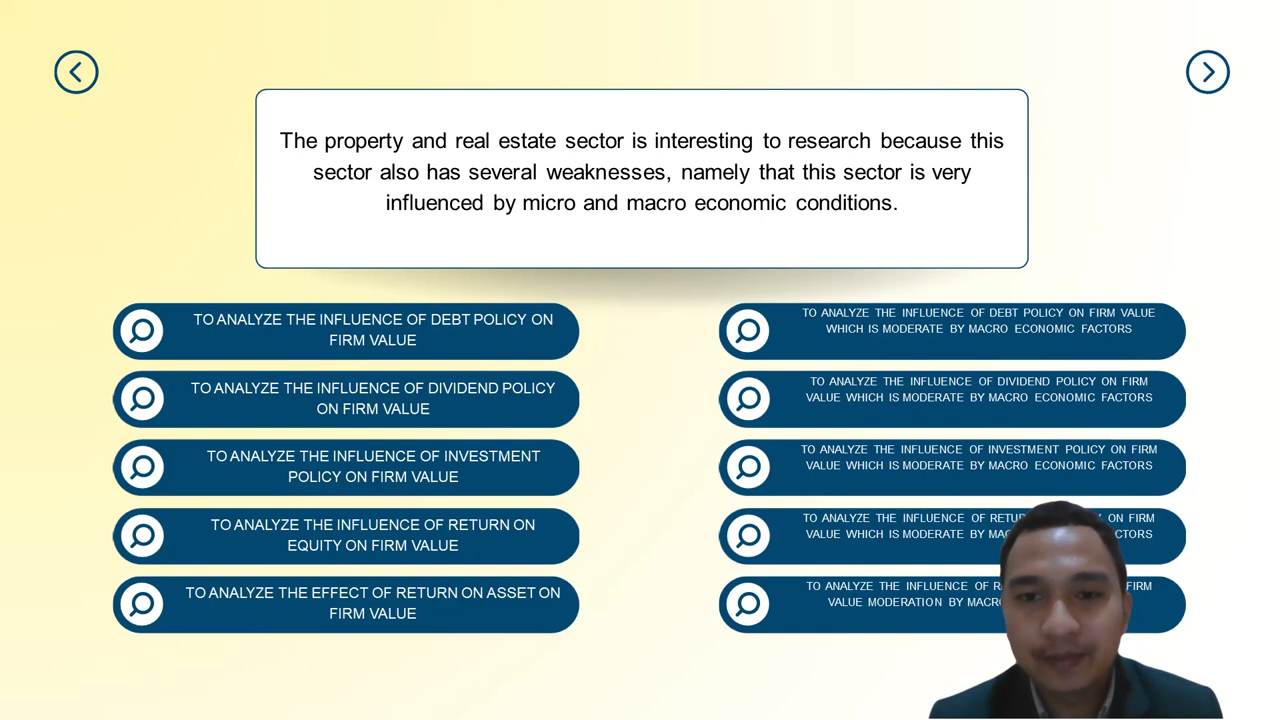 The property and real estate sector is interesting to research because this
sector also has several weaknesses, namely that this sector is very
influenced by micro and macro economic conditions.
TO ANALYZE THE INFLUENCE OF DEBT POLICY ON
FIRM VALUE
TO ANALYZE THE INFLUENCE OF DIVIDEND POLICY
ON FIRM VALUE
TO ANALYZE THE INFLUENCE OF INVESTMENT
POLICY ON FIRM VALUE
TO ANALYZE THE INFLUENCE OF RETURN ON
EQUITY ON FIRM VALUE
TO ANALYZE THE EFFECT OF RETURN ON ASSET ON
FIRM VALUE
TO ANALYZE THE INFLUENCE OF DEBT POLICY ON FIRM VALUE
WHICH IS MODERATE BY MACRO ECONOMIC FACTORS
TO ANALYZE THE INFLUENCE OF DIVIDEND POLICY ON FIRM
VALUE WHICH IS MODERATE BY MACRO ECONOMIC FACTORS
TO ANALYZE THE INFLUENCE OF INVESTMENT POLICY ON FIRM
VALUE WHICH IS MODERATE BY MACRO ECONOMIC FACTORS
TO ANALYZE THE INFLUENCE OF ON FIRM
VALUE WHICH IS MODERATE BY
TO ANALYZE THE INFLUENCE OF FIRM
VALUE MODERATION BY